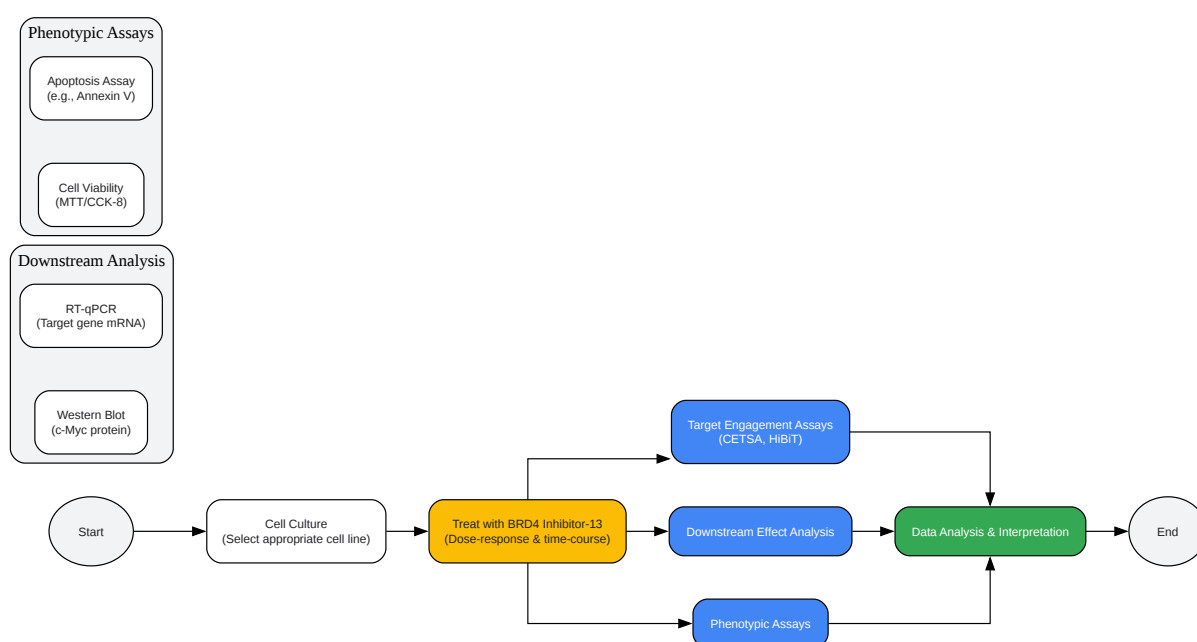 Phenotypic Assays
Apoptosis Assay
(e.g., Annexin V)
Cell Viability
(MTT/CCK-8)
Downstream Analysis
RT-qPCR
(Target gene mRNA)
Western Blot
(c-Myc protein)
Start
Cell Culture
(Select appropriate cell line)
Treat with BRD4 Inhibitor-13
(Dose-response & time-course)
Target Engagement Assays
(CETSA, HiBiT)
Downstream Effect Analysis
Phenotypic Assays
Data Analysis & Interpretation
End